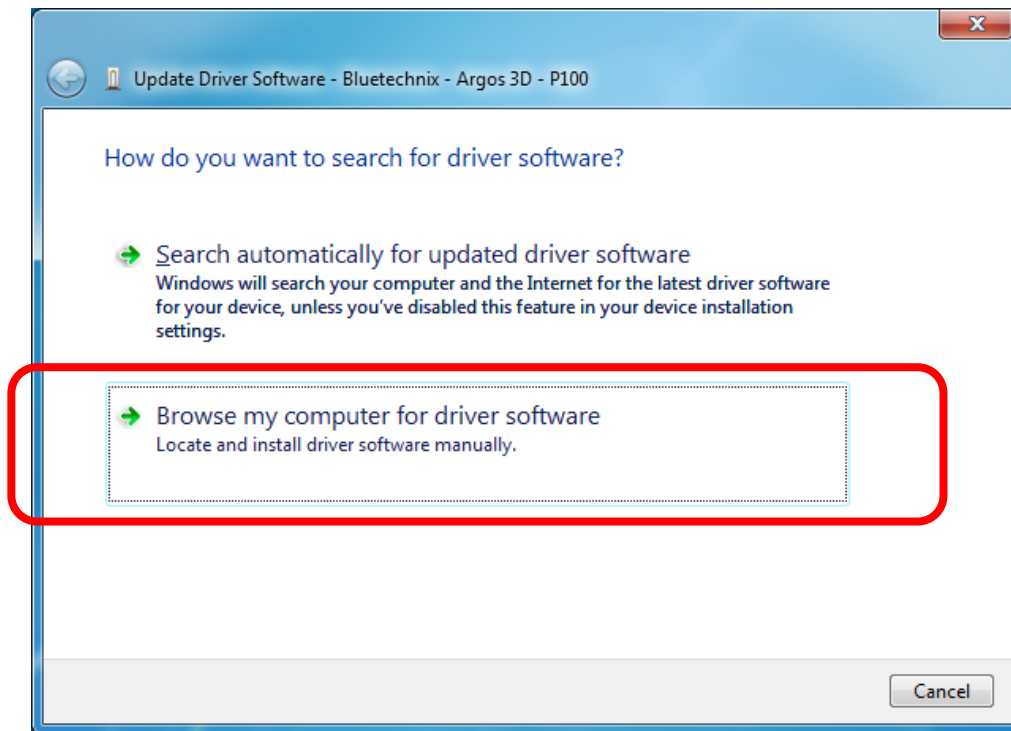 Update Driver Software - Bluetechnix - Argos 3D - P100
How do you want to search for driver software?
Search automatically for updated driver software
Windows will search your computer and the Internet for the latest driver software
for your device, unless you've disabled this feature in your device installation
settings.
Browse my computer for driver software
Locate and install driver software manually.
Cancel